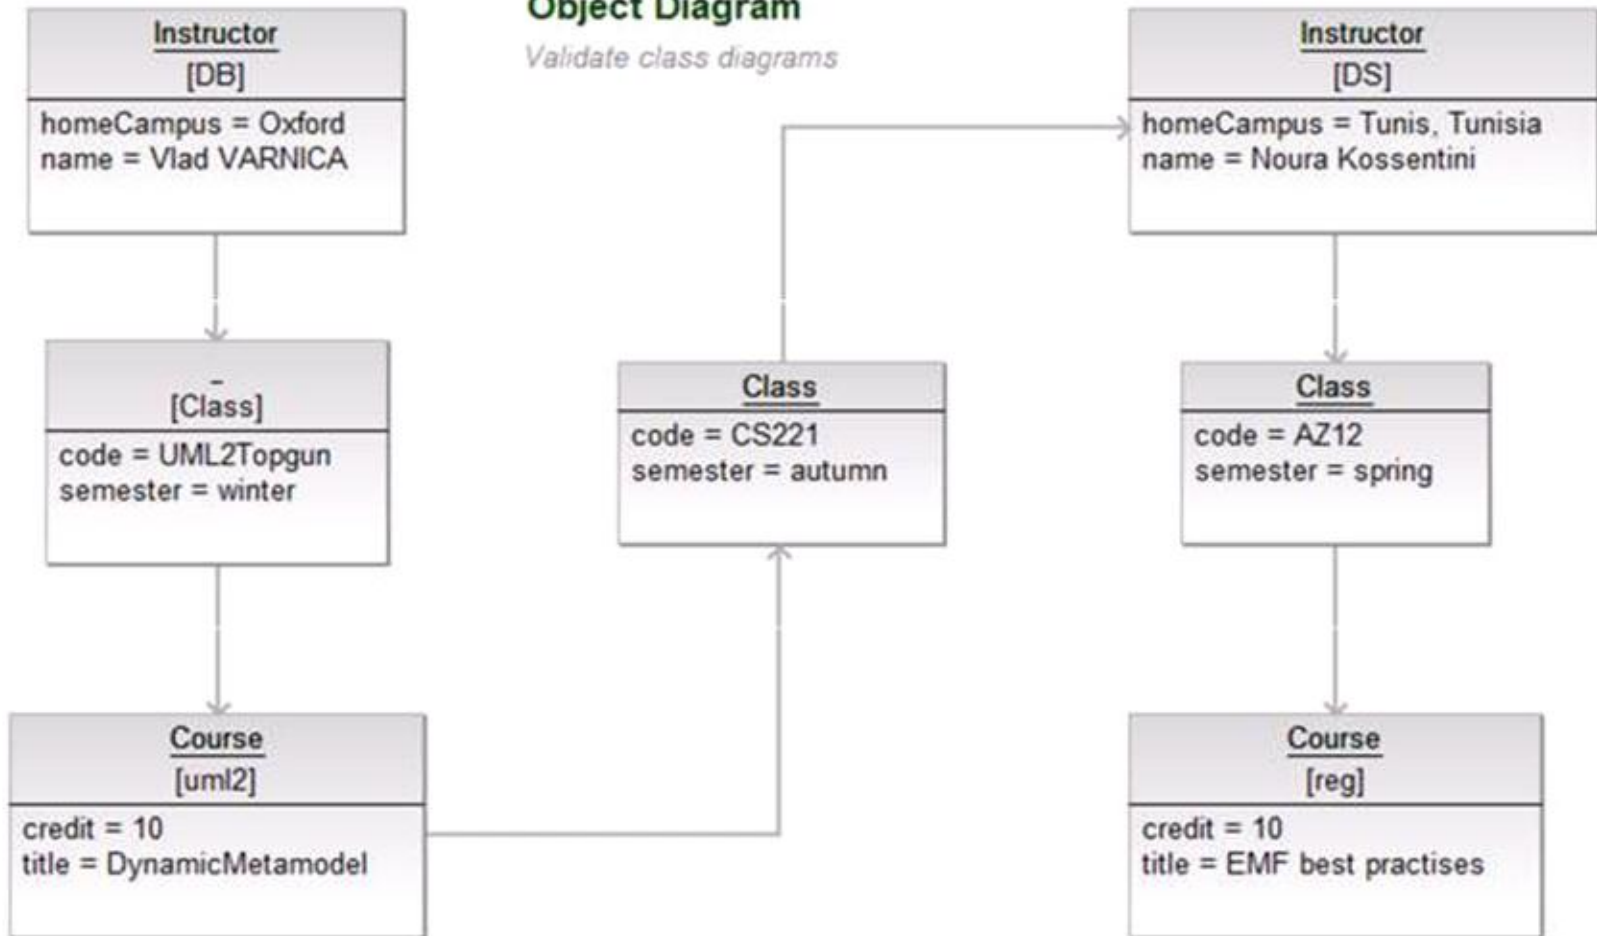 Object Diagram
Validate class diagrams
Instructor
[DB]
homeCampus = Oxford
name = Vlad VARNICA
Instructor
[DS]
homeCampus = Tunis, Tunisia
name = Noura Kossentini
_
[Class]
code = UML2Topgun
semester = winter
Class
code = CS221
semester = autumn
Class
code = AZ12
semester = spring
Course
[uml2]
credit = 10
title = DynamicMetamodel
Course
[reg]
credit = 10
title = EMF best practises